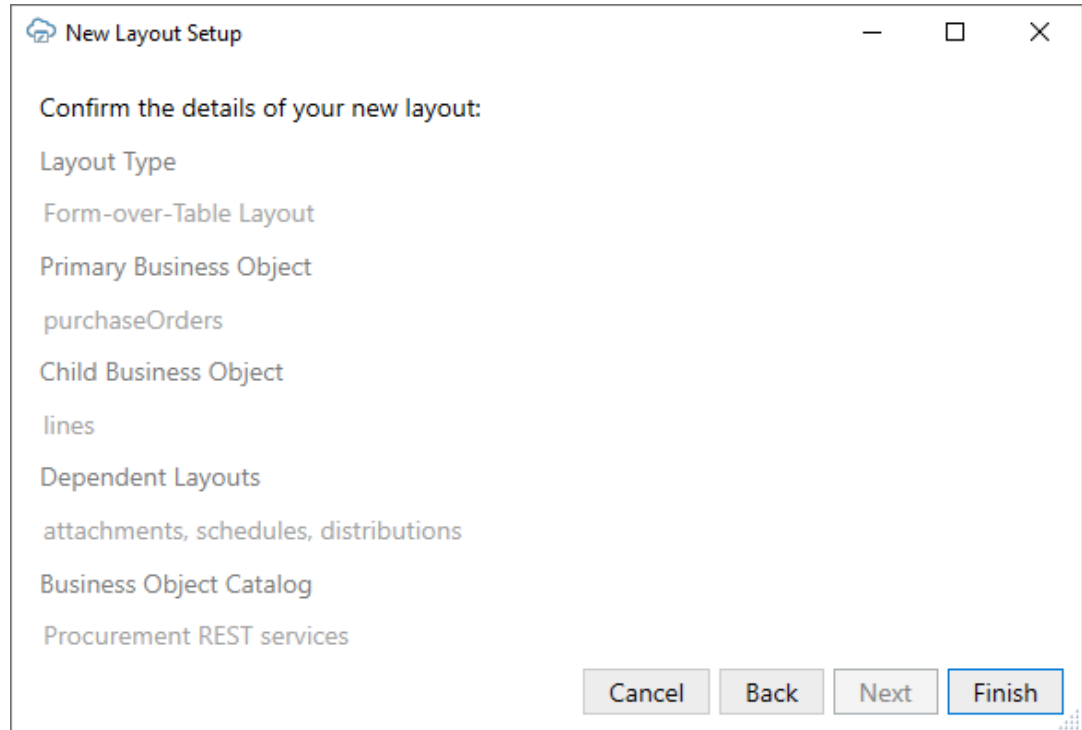 New Layout Setup
Confirm the details of your new layout:
Layout Type
Form-over-Table Layout
Primary Business Object
purchaseOrders
Child Business Object
lines
Dependent Layouts
attachments, schedules, distributions
Business Object Catalog
Procurement REST services
Cancel Back Next Finish